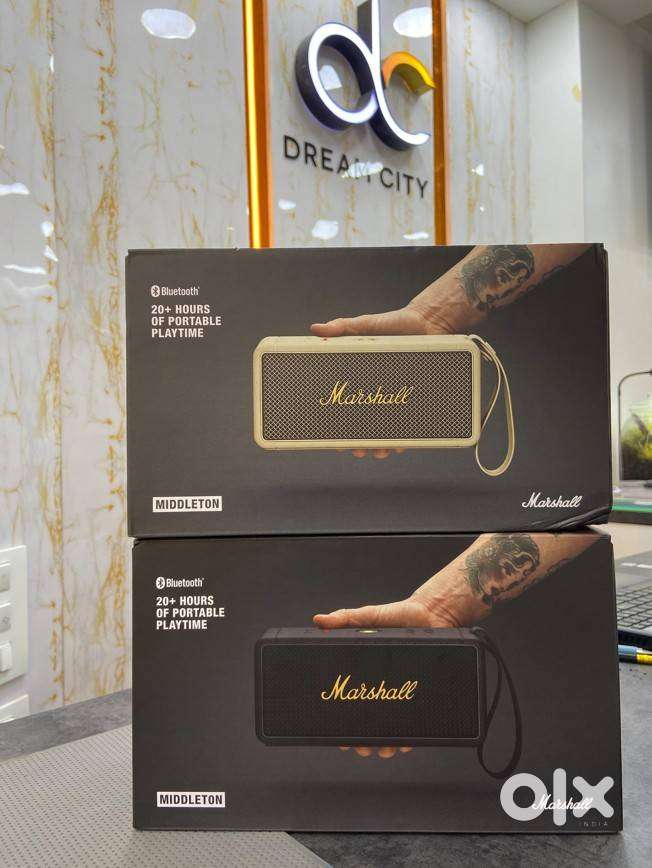 DREAM CITY
Bluetooth®
20+ HOURS
OF PORTABLE
PLAYTIME
Marshall
MIDDLETON
Marshall
Bluetooth®
20+ HOURS
OF PORTABLE
PLAYTIME
Marshall
MIDDLETON
Marshall
olx
INDIA